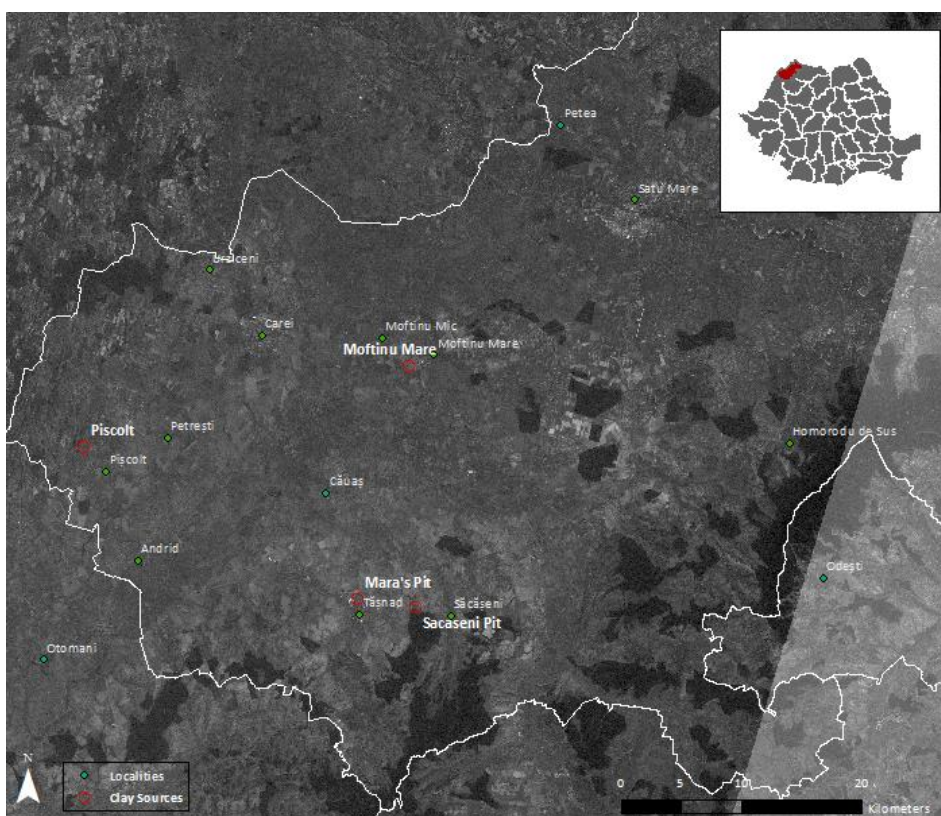 Petea
Satu Mare
Urziceni
Carei
Moftinu Mic
Moftinu Mare
Moftinu Mare
Piscolt
Petrești
Piscolt
Homorodu de Sus
Căuaș
Andrid
Odești
Mara's Pit
Tășnad
Săcășeni
Sacaseni Pit
Otomani
N
Localities
Clay Sources
0 5 10 20
Kilometers